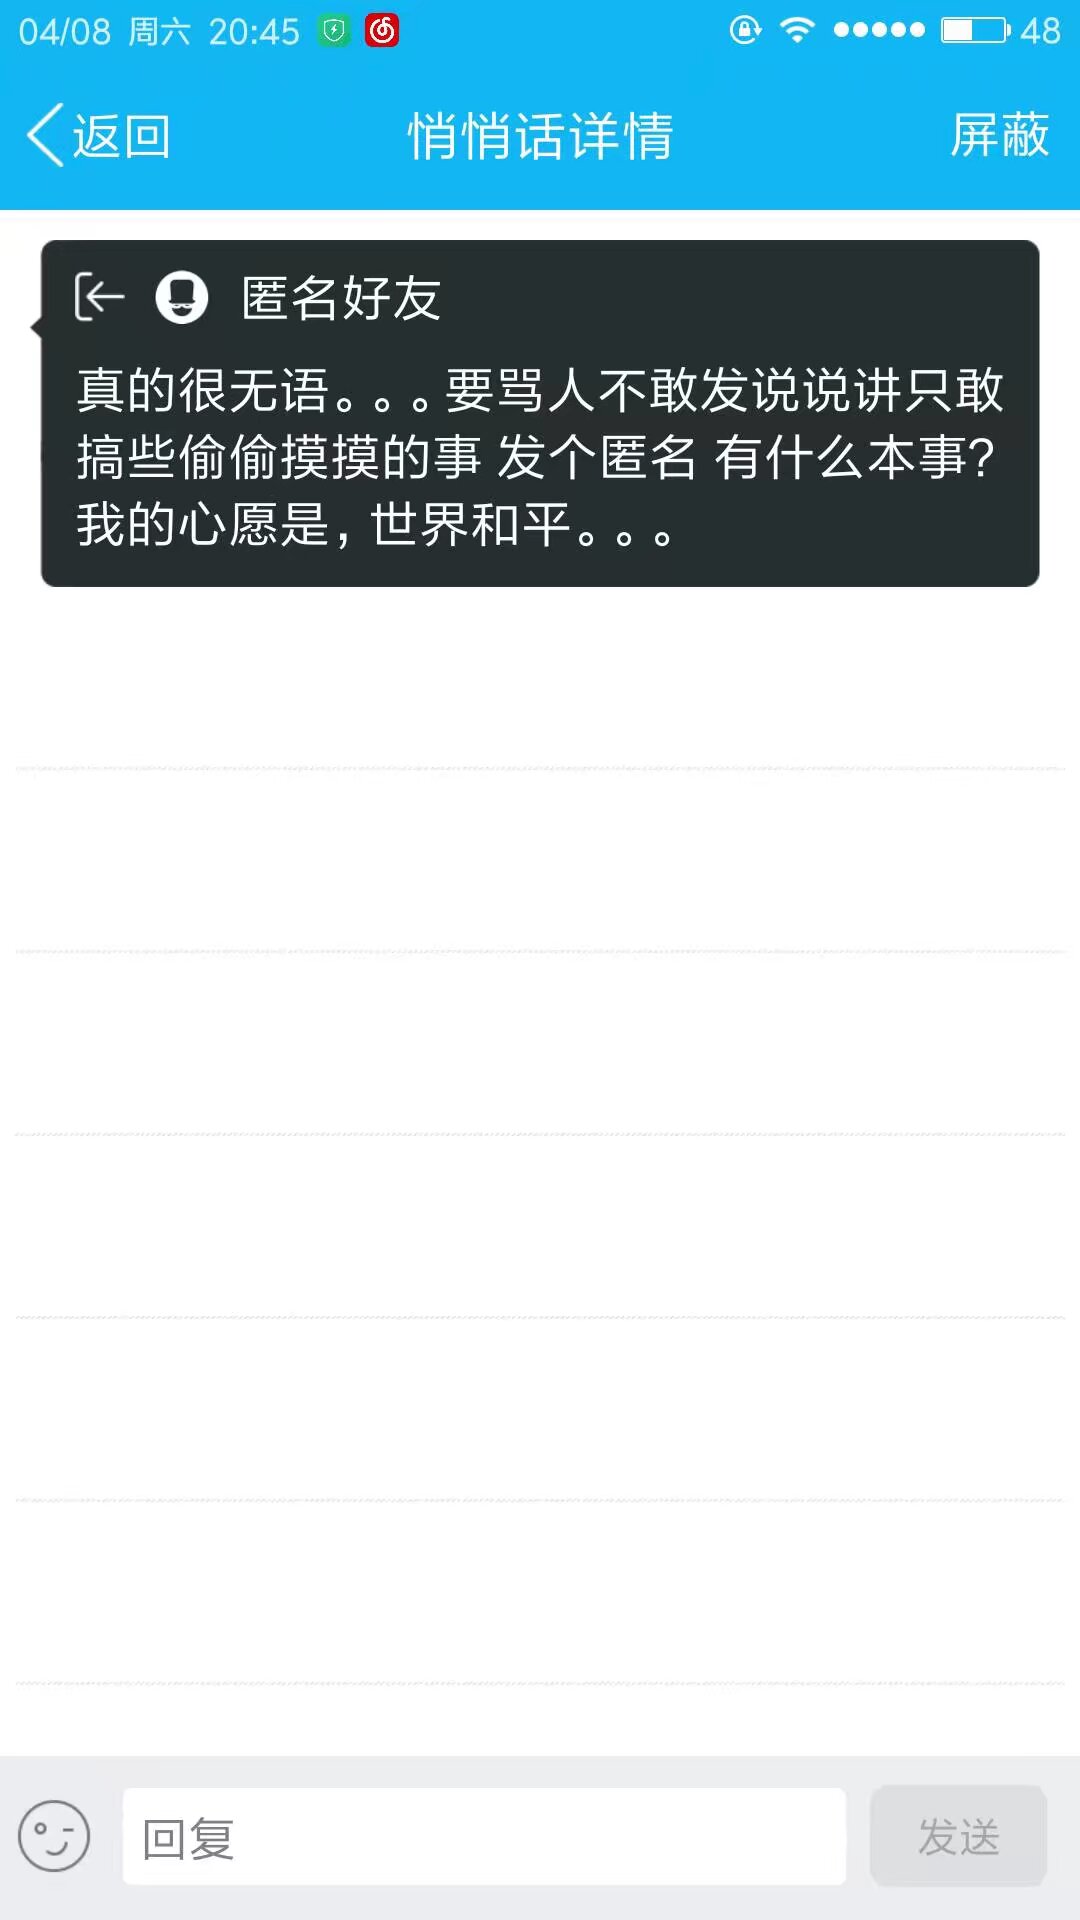 04/08 周六 20:45 48
返回 悄悄话详情 屏蔽
匿名好友
真的很无语。。。要骂人不敢发说说讲只敢
搞些偷偷摸摸的事 发个匿名 有什么本事？
我的心愿是，世界和平。。。
回复 发送